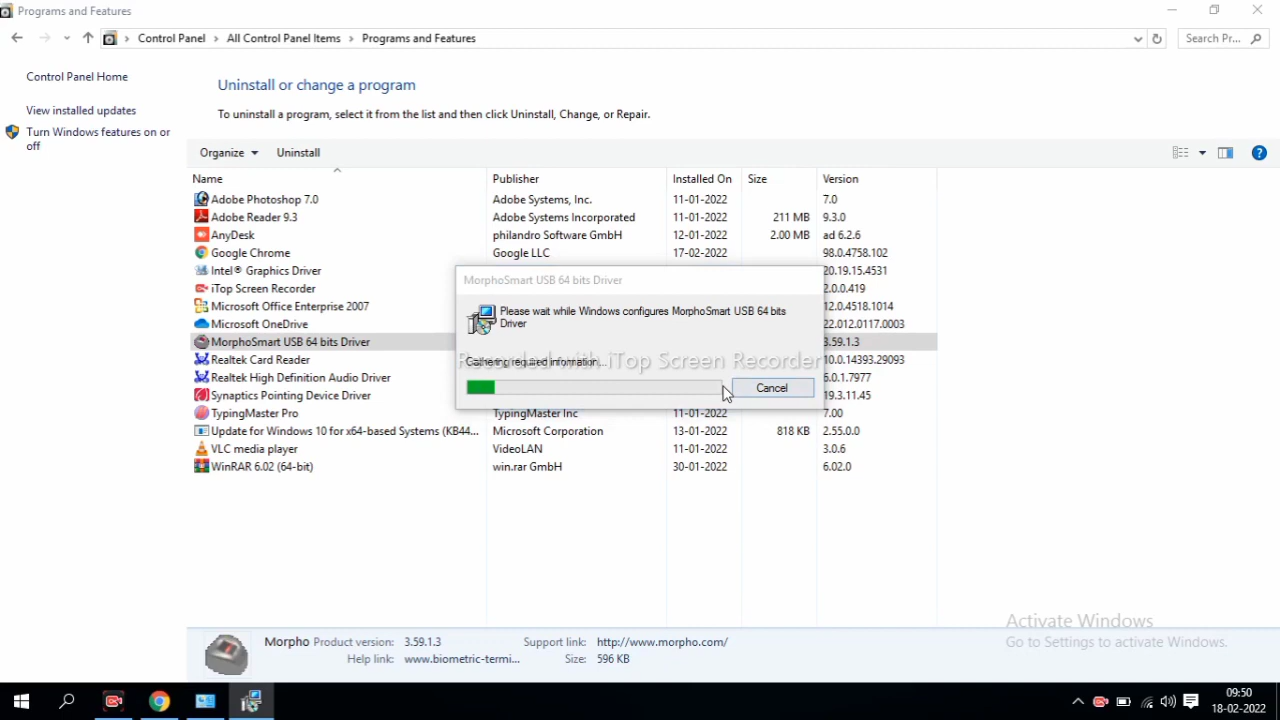 Programs and Features
Control Panel > All Control Panel Items > Programs and Features
Search Pr...
Control Panel Home
View installed updates
Turn Windows features on or
off
Uninstall or change a program
To uninstall a program, select it from the list and then click Uninstall, Change, or Repair.
Organize Uninstall
Name Publisher Installed On Size Version
Adobe Photoshop 7.0 Adobe Systems, Inc. 11-01-2022 7.0
Adobe Reader 9.3 Adobe Systems Incorporated 11-01-2022 211 MB 9.3.0
AnyDesk philandro Software GmbH 12-01-2022 2.00 MB ad 6.2.6
Google Chrome Google LLC 17-02-2022 98.0.4758.102
Intel® Graphics Driver 20.19.15.4531
iTop Screen Recorder 2.0.0.419
Microsoft Office Enterprise 2007 12.0.4518.1014
Microsoft OneDrive 22.012.0117.0003
MorphoSmart USB 64 bits Driver 3.59.1.3
Realtek Card Reader 10.0.14393.29093
Realtek High Definition Audio Driver 6.0.1.7977
Synaptics Pointing Device Driver 19.3.11.45
TypingMaster Pro TypingMaster Inc 11-01-2022 7.00
Update for Windows 10 for x64-based Systems (KB44... Microsoft Corporation 13-01-2022 818 KB 2.55.0.0
VLC media player VideoLAN 11-01-2022 3.0.6
WinRAR 6.02 (64-bit) win.rar GmbH 30-01-2022 6.02.0
MorphoSmart USB 64 bits Driver
Please wait while Windows configures MorphoSmart USB 64 bits
Driver
Gathering required information...
Recorded with iTop Screen Recorder
Cancel
Activate Windows
Go to Settings to activate Windows.
Morpho Product version: 3.59.1.3 Support link: http://www.morpho.com/
Help link: www.biometric-termi... Size: 596 KB
09:50
18-02-2022